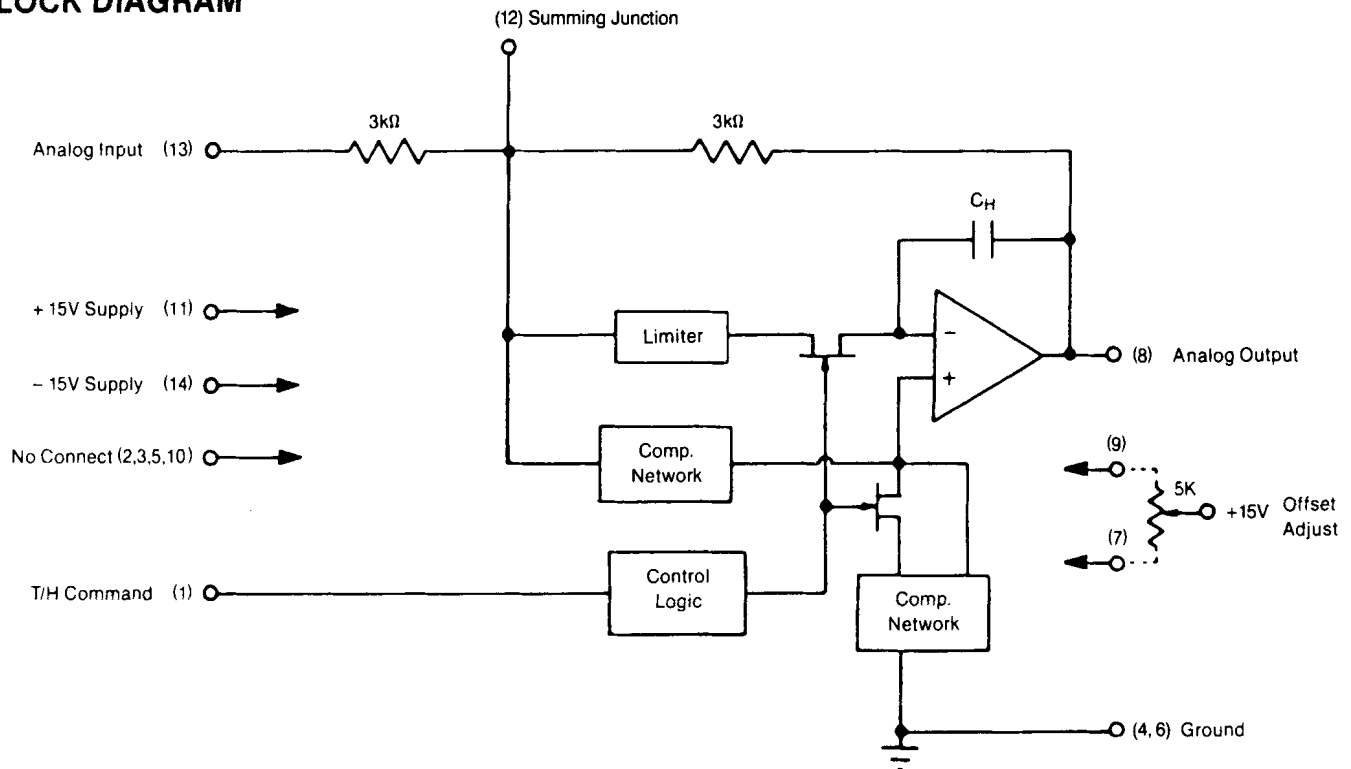 LOCK DIAGRAM
(12) Summing Junction
3kΩ
3kΩ
Analog Input (13)
C_H
+ 15V Supply (11)
Limiter
−
(8) Analog Output
− 15V Supply (14)
+
No Connect (2,3,5,10)
Comp.
Network
(9)
5K
+15V
Offset
Adjust
(7)
T/H Command (1)
Control
Logic
Comp.
Network
(4, 6) Ground